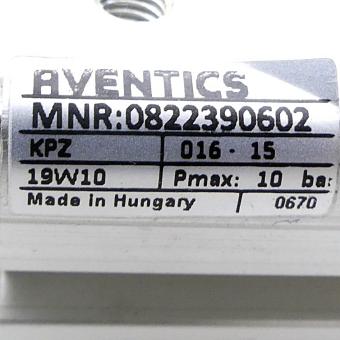 AVENTICS
MNR:0822390602
KPZ 016 - 15
19W10 Pmax: 10 ba
Made in Hungary 0670